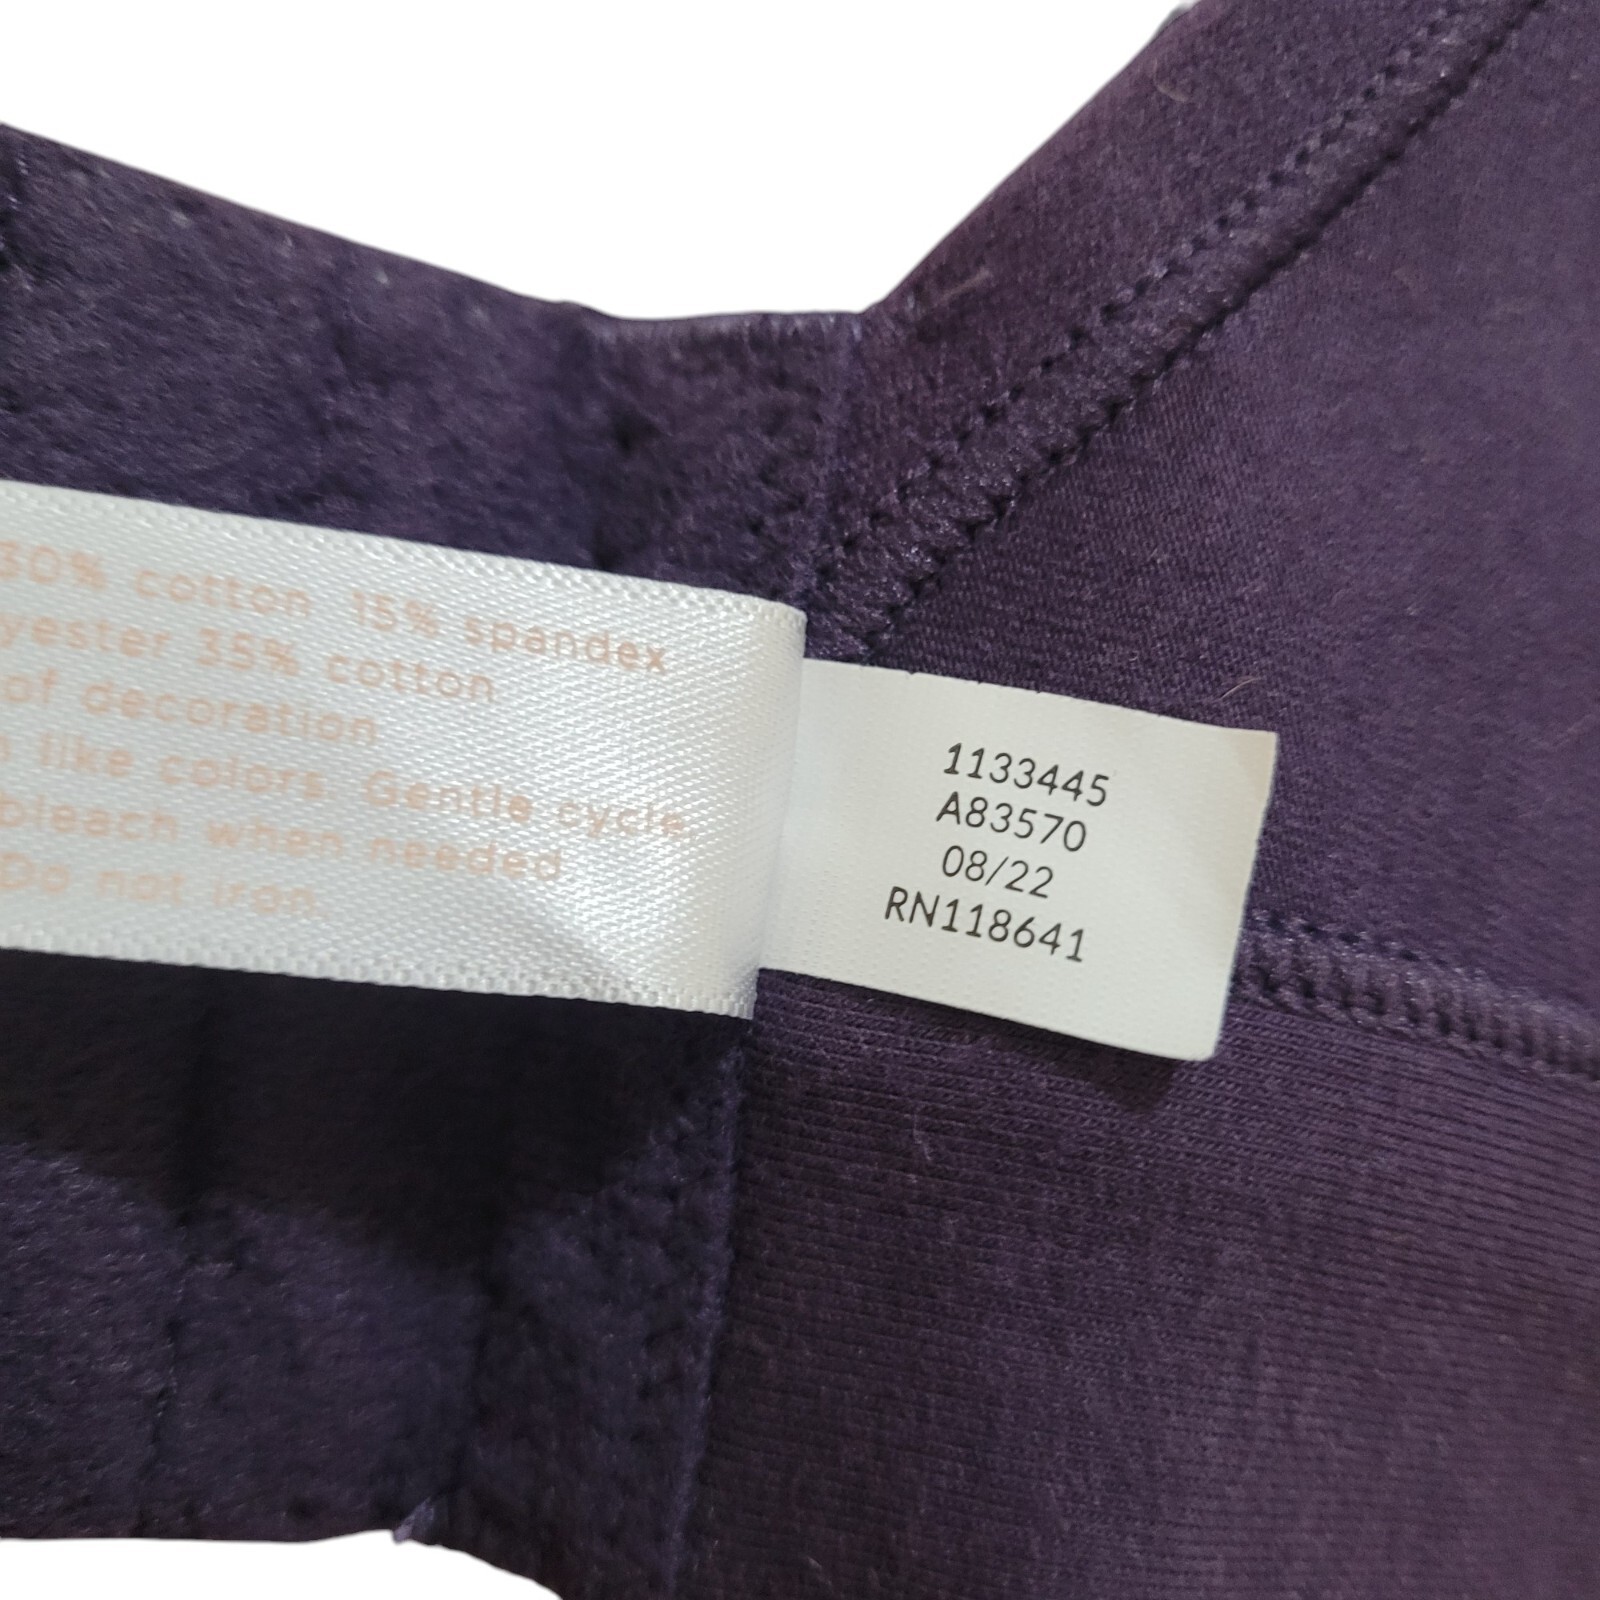 30% cotton 15% spandex
yester 35% cotton
of decoration
like colors. Gentle cycle.
bleach when needed
Do not iron.
1133445
A83570
08/22
RN118641